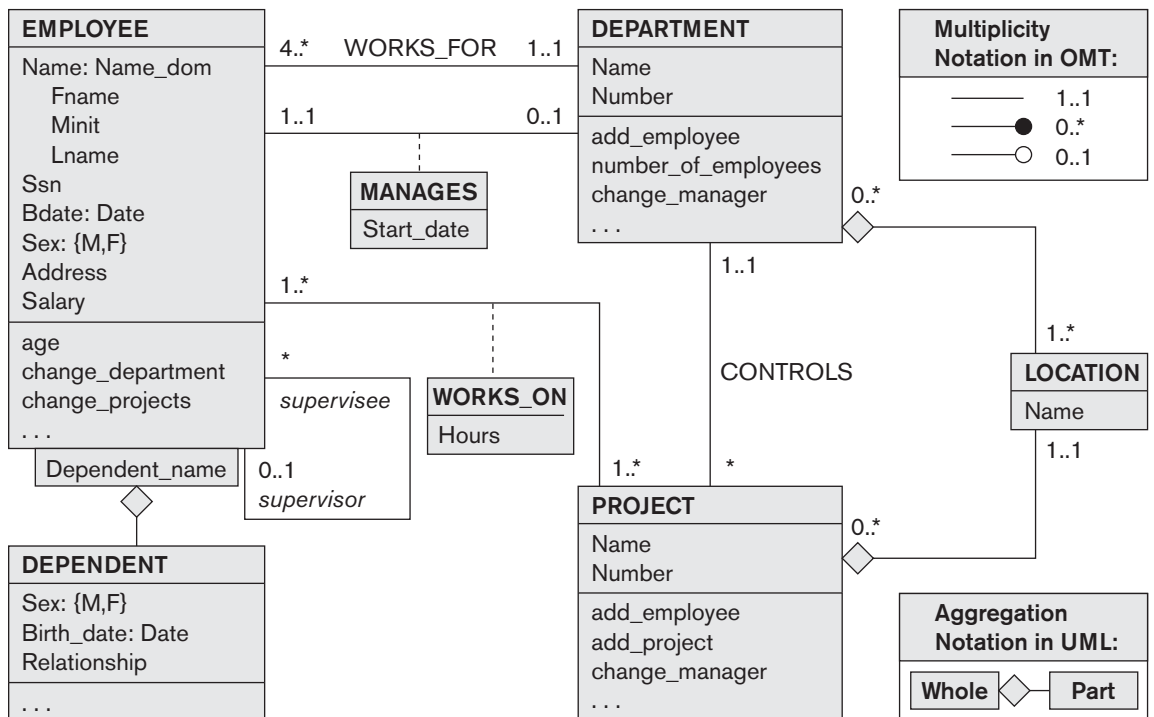 EMPLOYEE
Name: Name_dom
Fname
Minit
Lname
Ssn
Bdate: Date
Sex: {M,F}
Address
Salary
age
change_department
change_projects
. . .
Dependent_name
DEPENDENT
Sex: {M,F}
Birth_date: Date
Relationship
. . .
4..* WORKS_FOR 1..1
1..1 0..1
MANAGES
Start_date
1..*
*
supervisee
0..1
supervisor
WORKS_ON
Hours
1..*
DEPARTMENT
Name
Number
add_employee
number_of_employees
change_manager
. . .
0..*
1..1
CONTROLS
*
PROJECT
Name
Number
add_employee
add_project
change_manager
. . .
0..*
1..*
LOCATION
Name
1..1
Multiplicity
Notation in OMT:
1..1
0..*
0..1
Aggregation
Notation in UML:
Whole Part